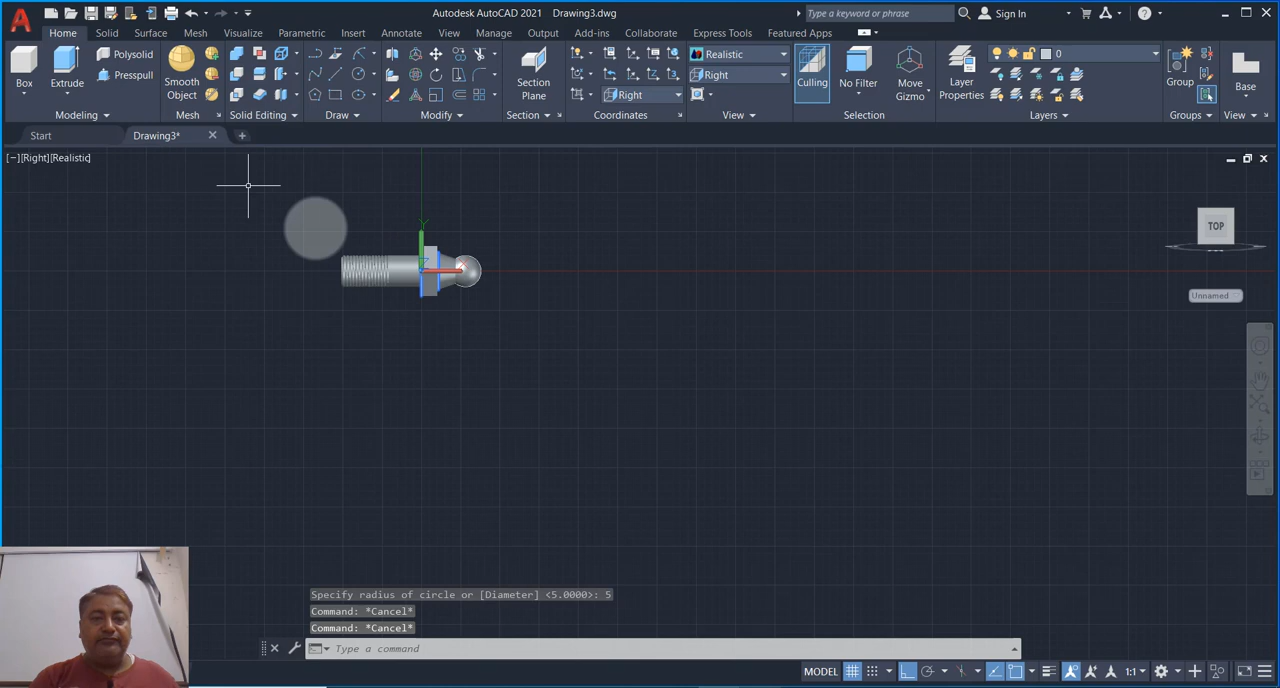 Autodesk AutoCAD 2021 Drawing3.dwg
Type a keyword or phrase
Sign In
Home Solid Surface Mesh Visualize Parametric Insert Annotate View Manage Output Add-ins Collaborate Express Tools Featured Apps
Box
Extrude
Polysolid
Presspull
Smooth Object
Section Plane
Right
Realistic
Right
Culling
No Filter
Move Gizmo
Layer Properties
0
Group
Base
Modeling Mesh Solid Editing Draw Modify Section Coordinates View Selection Layers Groups View
Start Drawing3*
[−][Right][Realistic]
Y
Z
TOP
Unnamed
Specify radius of circle or [Diameter] <5.0000>: 5
Command: *Cancel*
Command: *Cancel*
Type a command
MODEL 1:1